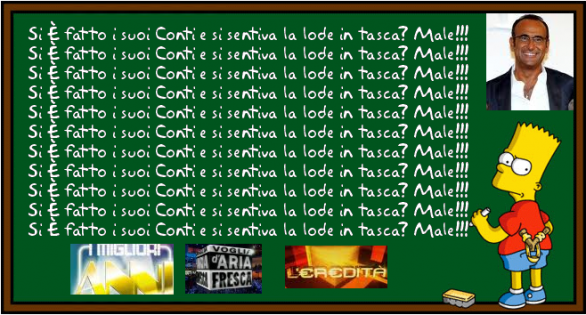 Si È fatto i suoi Conti e si sentiva la lode in tasca? Male!!!
Si È fatto i suoi Conti e si sentiva la lode in tasca? Male!!!
Si È fatto i suoi Conti e si sentiva la lode in tasca? Male!!!
Si È fatto i suoi Conti e si sentiva la lode in tasca? Male!!!
Si È fatto i suoi Conti e si sentiva la lode in tasca? Male!!!
Si È fatto i suoi Conti e si sentiva la lode in tasca? Male!!!
Si È fatto i suoi Conti e si sentiva la lode in tasca? Male!!!
Si È fatto i suoi Conti e si sentiva la lode in tasca? Male!!!
Si È fatto i suoi Conti e si sentiva la lode in tasca? Male!!!
Si È fatto i suoi Conti e si sentiva la lode in tasca? Male!!!
Si È fatto i suoi Conti e si sentiva la lode in tasca? Male!!!
I MIGLIORI
ANNI
VOGLIA
d'ARIA
FRESCA
L'EREDITÀ